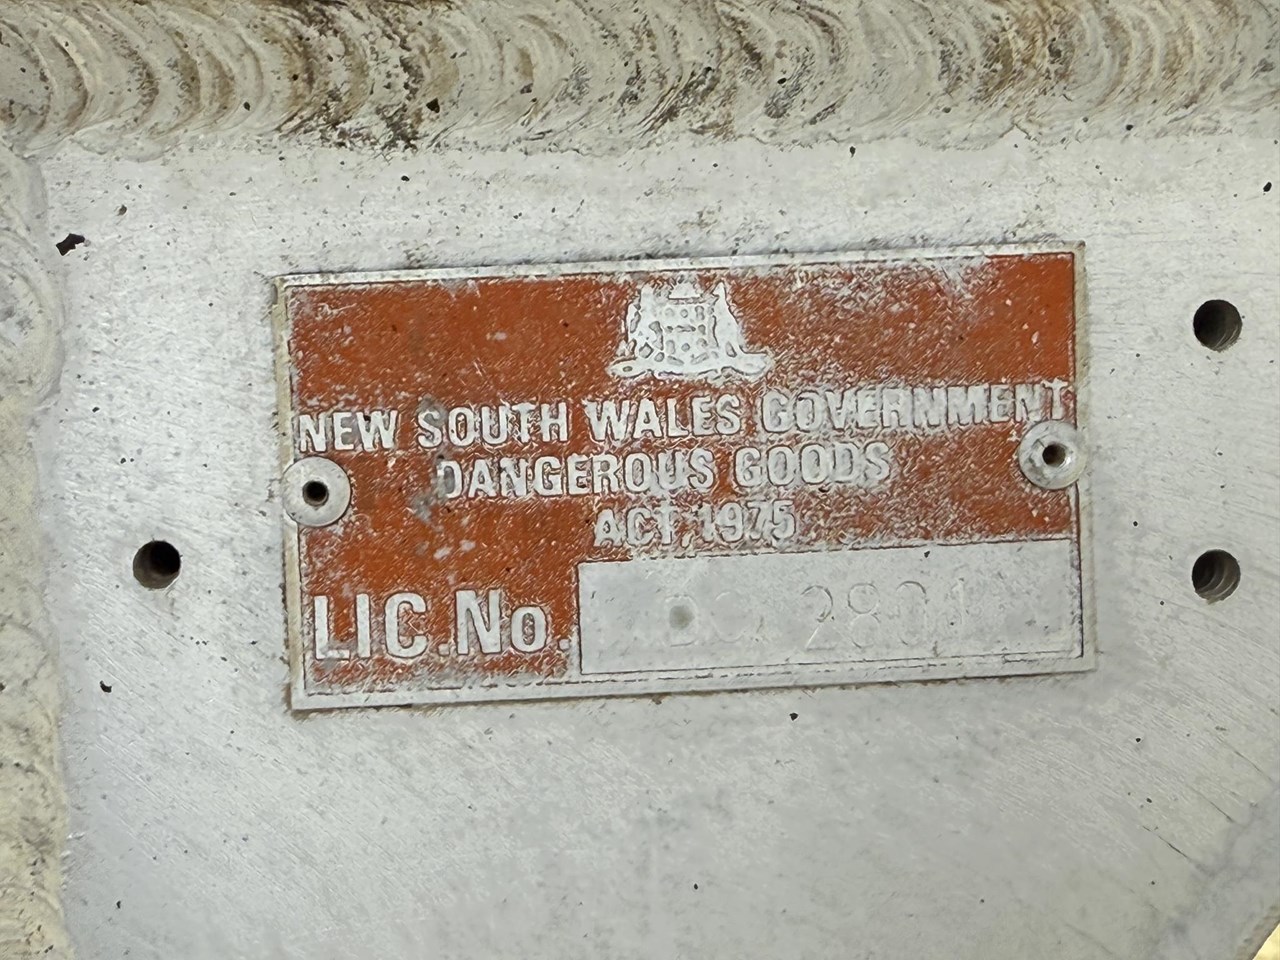 NEW SOUTH WALES GOVERNMENT
DANGEROUS GOODS
ACT, 1975
LIC. No.